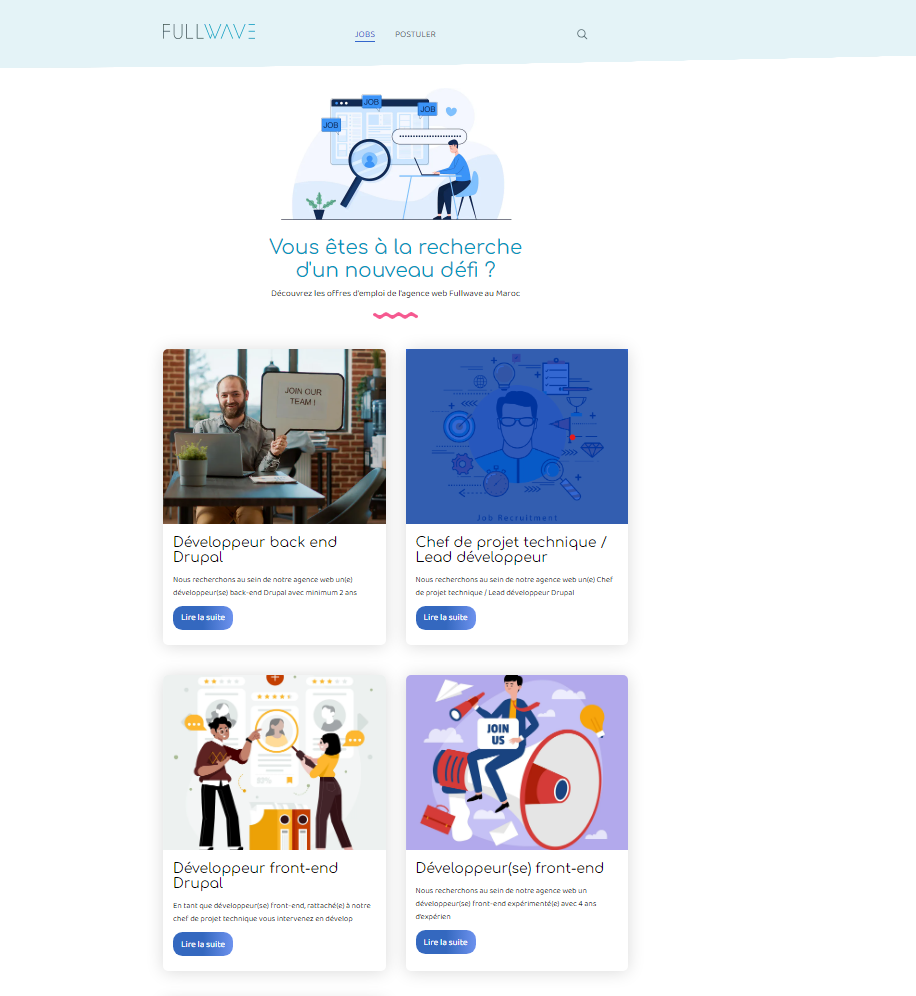 FULLWAVE
JOBS
POSTULER
JOB
JOB
JOB
Vous êtes à la recherche
d'un nouveau défi ?
Découvrez les offres d'emploi de l'agence web Fullwave au Maroc
JOIN OUR
TEAM !
Job Recruitment
Développeur back end
Drupal
Nous recherchons au sein de notre agence web un(e)
développeur(se) back-end Drupal avec minimum 2 ans
Lire la suite
Chef de projet technique /
Lead développeur
Nous recherchons au sein de notre agence web un(e) Chef
de projet technique / Lead développeur Drupal
Lire la suite
JOIN
US
Développeur front-end
Drupal
En tant que développeur(se) front-end, rattaché(e) à notre
chef de projet technique vous intervenez en dévelop
Lire la suite
Développeur(se) front-end
Nous recherchons au sein de notre agence web un
développeur(se) front-end expérimenté(e) avec 4 ans
d'expérien
Lire la suite